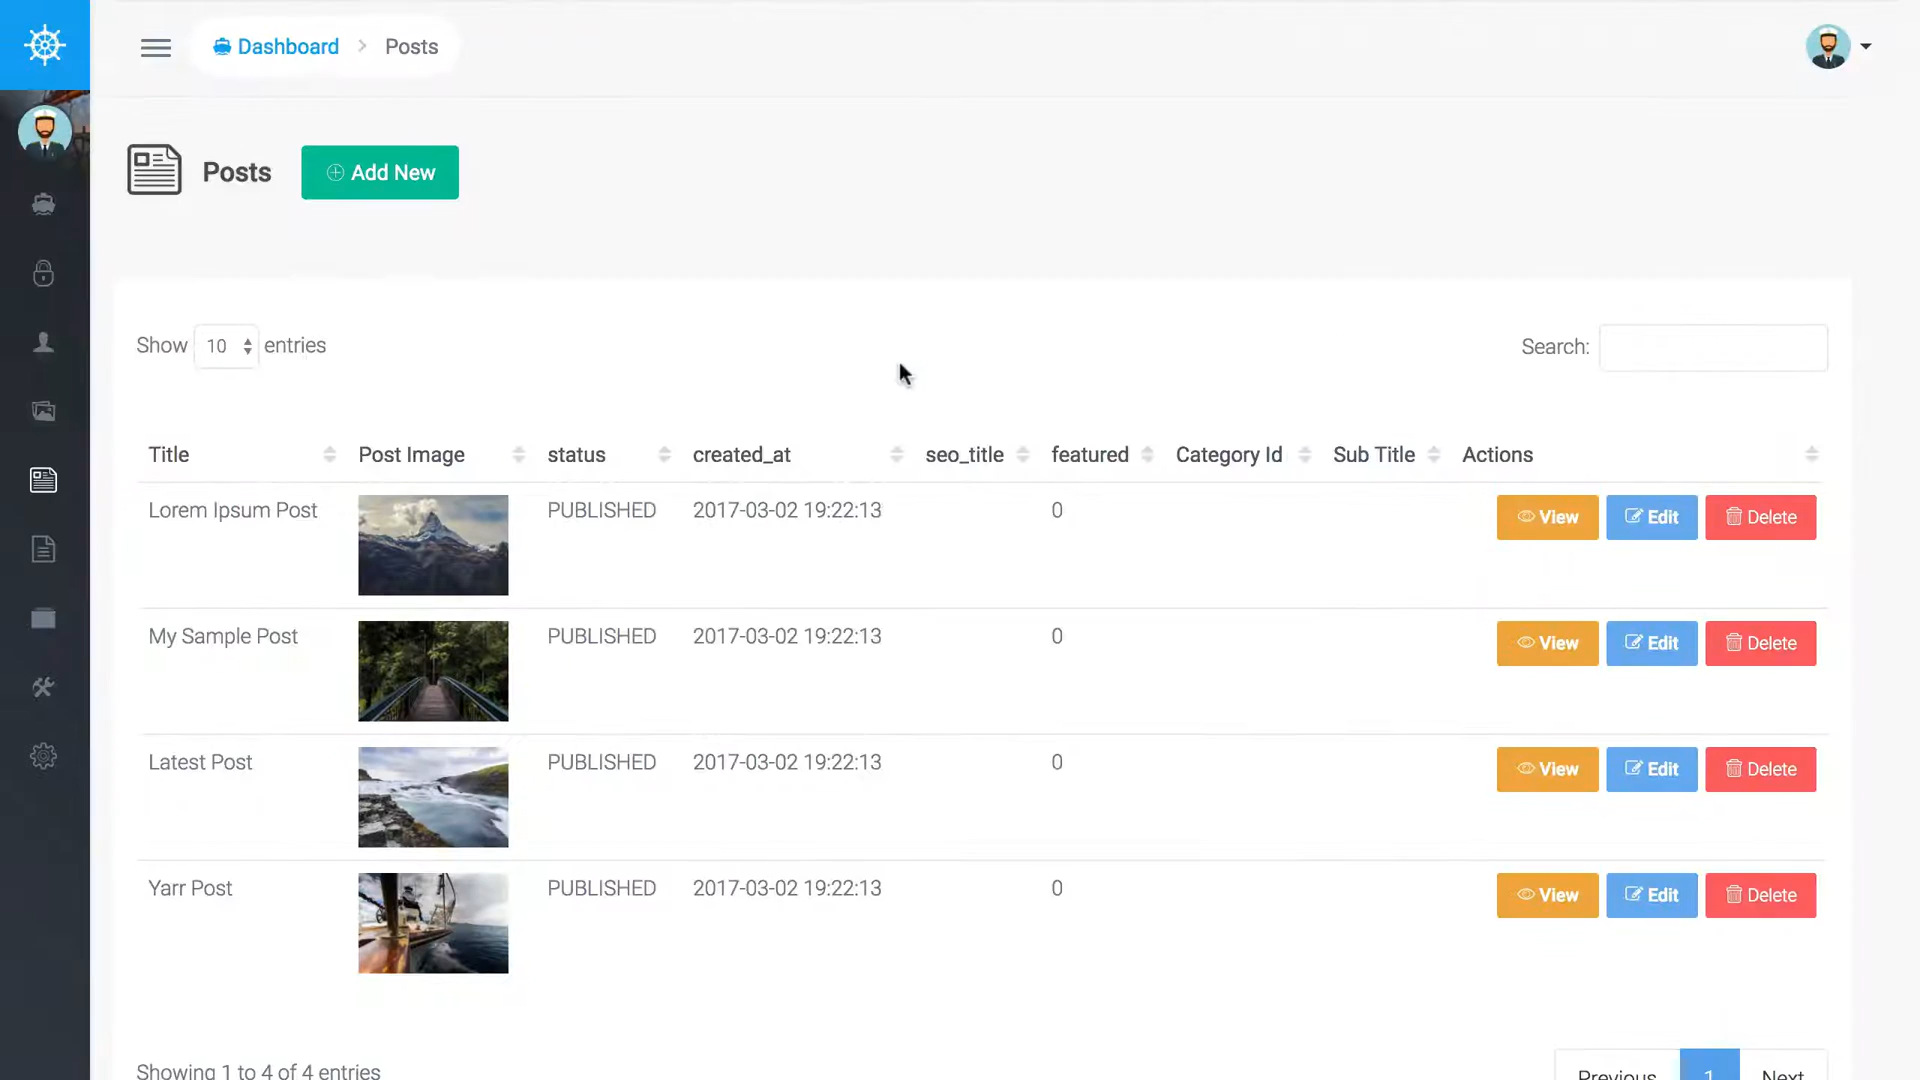 Dashboard > Posts
Posts
Add New
Show 10 entries
Search:
Title Post Image status created_at seo_title featured Category Id Sub Title Actions
Lorem Ipsum Post PUBLISHED 2017-03-02 19:22:13 0 View Edit Delete
My Sample Post PUBLISHED 2017-03-02 19:22:13 0 View Edit Delete
Latest Post PUBLISHED 2017-03-02 19:22:13 0 View Edit Delete
Yarr Post PUBLISHED 2017-03-02 19:22:13 0 View Edit Delete
Showing 1 to 4 of 4 entries
Previous 1 Next